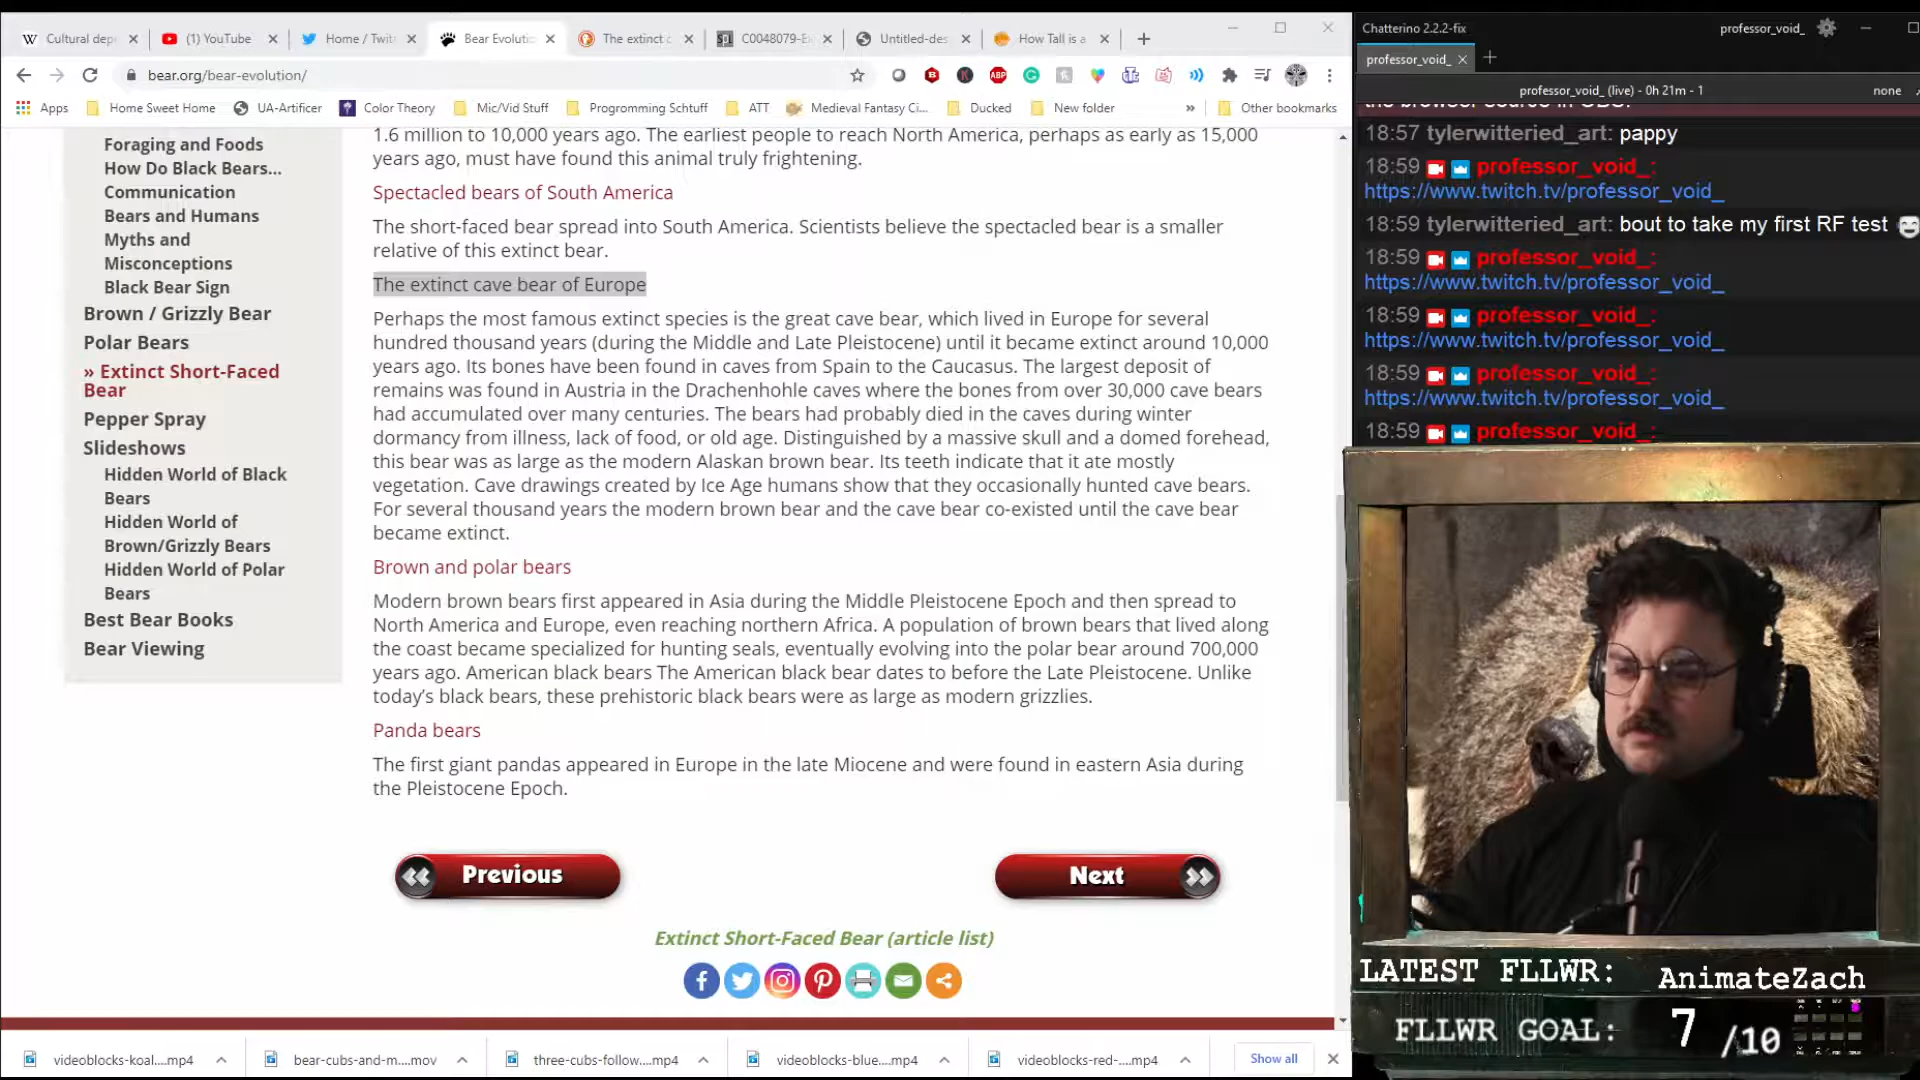 Cultural dep
(1) YouTube
Home / Twit
Bear Evolutio
The extinct c
C0048079-E
Untitled-des
How Tall is a
bear.org/bear-evolution/
Apps
Home Sweet Home
UA-Artificer
Color Theory
Mic/Vid Stuff
Programming Schtuff
ATT
Medieval Fantasy Ci...
Ducked
New folder
»
Other bookmarks
Foraging and Foods
How Do Black Bears...
Communication
Bears and Humans
Myths and
Misconceptions
Black Bear Sign
Brown / Grizzly Bear
Polar Bears
» Extinct Short-Faced
Bear
Pepper Spray
Slideshows
Hidden World of Black
Bears
Hidden World of
Brown/Grizzly Bears
Hidden World of Polar
Bears
Best Bear Books
Bear Viewing
1.6 million to 10,000 years ago. The earliest people to reach North America, perhaps as early as 15,000
years ago, must have found this animal truly frightening.
Spectacled bears of South America
The short-faced bear spread into South America. Scientists believe the spectacled bear is a smaller
relative of this extinct bear.
The extinct cave bear of Europe
Perhaps the most famous extinct species is the great cave bear, which lived in Europe for several
hundred thousand years (during the Middle and Late Pleistocene) until it became extinct around 10,000
years ago. Its bones have been found in caves from Spain to the Caucasus. The largest deposit of
remains was found in Austria in the Drachenhohle caves where the bones from over 30,000 cave bears
had accumulated over many centuries. The bears had probably died in the caves during winter
dormancy from illness, lack of food, or old age. Distinguished by a massive skull and a domed forehead,
this bear was as large as the modern Alaskan brown bear. Its teeth indicate that it ate mostly
vegetation. Cave drawings created by Ice Age humans show that they occasionally hunted cave bears.
For several thousand years the modern brown bear and the cave bear co-existed until the cave bear
became extinct.
Brown and polar bears
Modern brown bears first appeared in Asia during the Middle Pleistocene Epoch and then spread to
North America and Europe, even reaching northern Africa. A population of brown bears that lived along
the coast became specialized for hunting seals, eventually evolving into the polar bear around 700,000
years ago. American black bears The American black bear dates to before the Late Pleistocene. Unlike
today's black bears, these prehistoric black bears were as large as modern grizzlies.
Panda bears
The first giant pandas appeared in Europe in the late Miocene and were found in eastern Asia during
the Pleistocene Epoch.
Previous
Next
Extinct Short-Faced Bear (article list)
videoblocks-koal....mp4
bear-cubs-and-m....mov
three-cubs-follow....mp4
videoblocks-blue....mp4
videoblocks-red-....mp4
Show all
Chatterino 2.2.2-fix
professor_void_
professor_void_
professor_void_ (live) - 0h 21m - 1
none
the browser source in OBS.
18:57 tylerwitteried_art: pappy
18:59 professor_void_:
https://www.twitch.tv/professor_void_
18:59 tylerwitteried_art: bout to take my first RF test
18:59 professor_void_:
https://www.twitch.tv/professor_void_
18:59 professor_void_:
https://www.twitch.tv/professor_void_
18:59 professor_void_:
https://www.twitch.tv/professor_void_
18:59 professor_void_:
LATEST FLLWR: AnimateZach
FLLWR GOAL: 7 /10